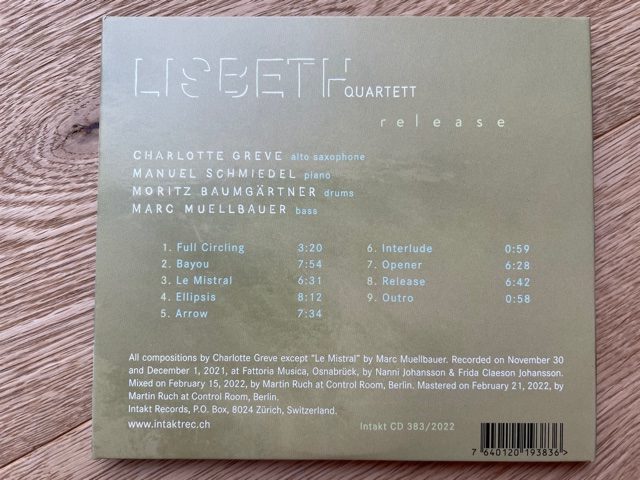 LISBETH QUARTETT
release
CHARLOTTE GREVE alto saxophone
MANUEL SCHMIEDEL piano
MORITZ BAUMGÄRTNER drums
MARC MUELLBAUER bass
1. Full Circling 3:20
2. Bayou 7:54
3. Le Mistral 6:31
4. Ellipsis 8:12
5. Arrow 7:34
6. Interlude 0:59
7. Opener 6:28
8. Release 6:42
9. Outro 0:58
All compositions by Charlotte Greve except "Le Mistral" by Marc Muellbauer. Recorded on November 30
and December 1, 2021, at Fattoria Musica, Osnabrück, by Nanni Johansson & Frida Claeson Johansson.
Mixed on February 15, 2022, by Martin Ruch at Control Room, Berlin. Mastered on February 21, 2022, by
Martin Ruch at Control Room, Berlin.
Intakt Records, P.O. Box, 8024 Zürich, Switzerland.
www.intaktrec.ch Intakt CD 383/2022
7 640120 193836 >